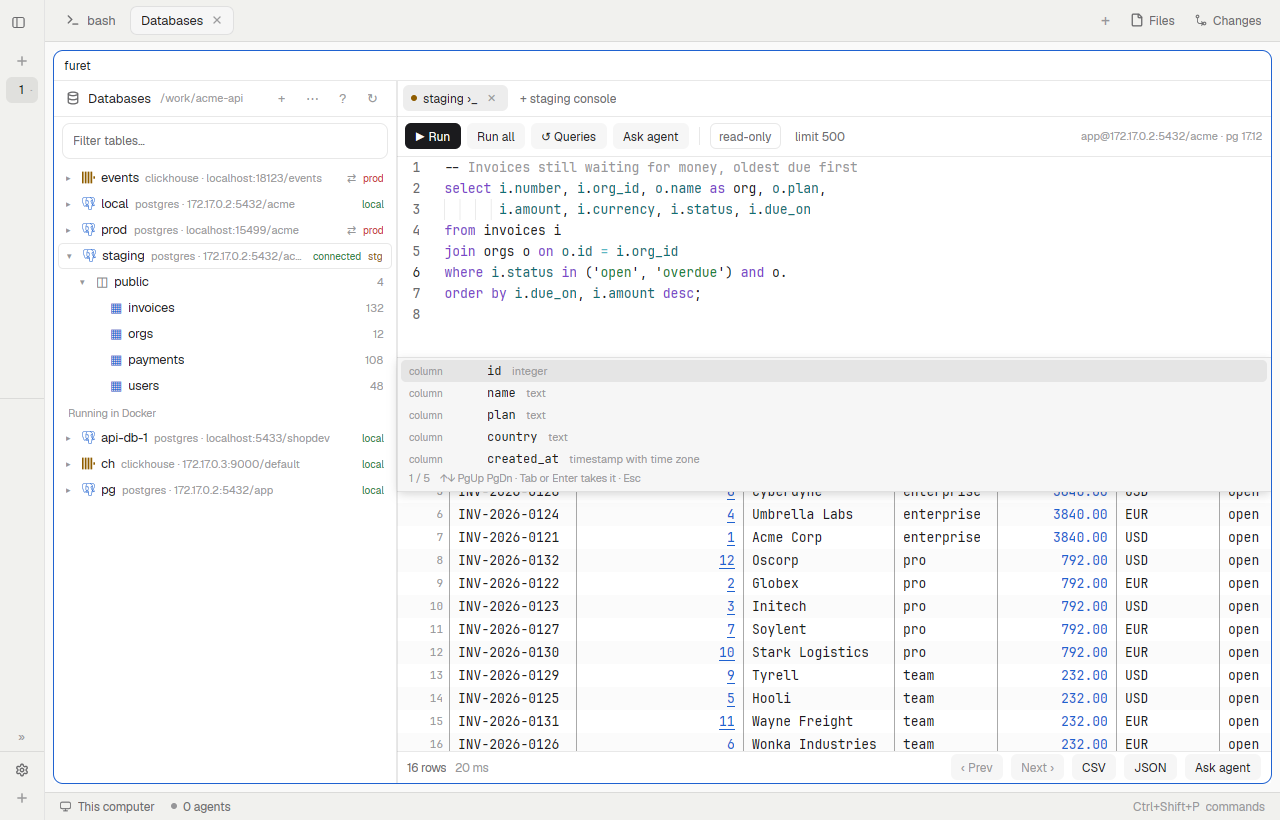 bash
Databases ×
+
Files
Changes
+
1 ·
furet
Databases /work/acme-api + ··· ? ↻
staging ›_ ×
+ staging console
Filter tables…
▶ Run
Run all
↺ Queries
Ask agent
read-only
limit 500
app@172.17.0.2:5432/acme · pg 17.12
▸ events clickhouse · localhost:18123/events ⇄ prod
▸ local postgres · 172.17.0.2:5432/acme local
▸ prod postgres · localhost:15499/acme ⇄ prod
▾ staging postgres · 172.17.0.2:5432/ac… connected stg
▾ public 4
invoices 132
orgs 12
payments 108
users 48
Running in Docker
▸ api-db-1 postgres · localhost:5433/shopdev local
▸ ch clickhouse · 172.17.0.3:9000/default local
▸ pg postgres · 172.17.0.2:5432/app local
1 -- Invoices still waiting for money, oldest due first
2 select i.number, i.org_id, o.name as org, o.plan,
3 i.amount, i.currency, i.status, i.due_on
4 from invoices i
5 join orgs o on o.id = i.org_id
6 where i.status in ('open', 'overdue') and o.
7 order by i.due_on, i.amount desc;
8
column id integer
column name text
column plan text
column country text
column created_at timestamp with time zone
1 / 5 ↑↓ PgUp PgDn · Tab or Enter takes it · Esc
6 INV-2026-0124 4 Umbrella Labs enterprise 3840.00 EUR open
7 INV-2026-0121 1 Acme Corp enterprise 3840.00 USD open
8 INV-2026-0132 12 Oscorp pro 792.00 USD open
9 INV-2026-0122 2 Globex pro 792.00 EUR open
10 INV-2026-0123 3 Initech pro 792.00 USD open
11 INV-2026-0127 7 Soylent pro 792.00 EUR open
12 INV-2026-0130 10 Stark Logistics pro 792.00 EUR open
13 INV-2026-0129 9 Tyrell team 232.00 USD open
14 INV-2026-0125 5 Hooli team 232.00 USD open
15 INV-2026-0131 11 Wayne Freight team 232.00 EUR open
16 INV-2026-0126 6 Wonka Industries team 232.00 EUR open
16 rows 20 ms
‹ Prev
Next ›
CSV
JSON
Ask agent
»
+
This computer
0 agents
Ctrl+Shift+P commands